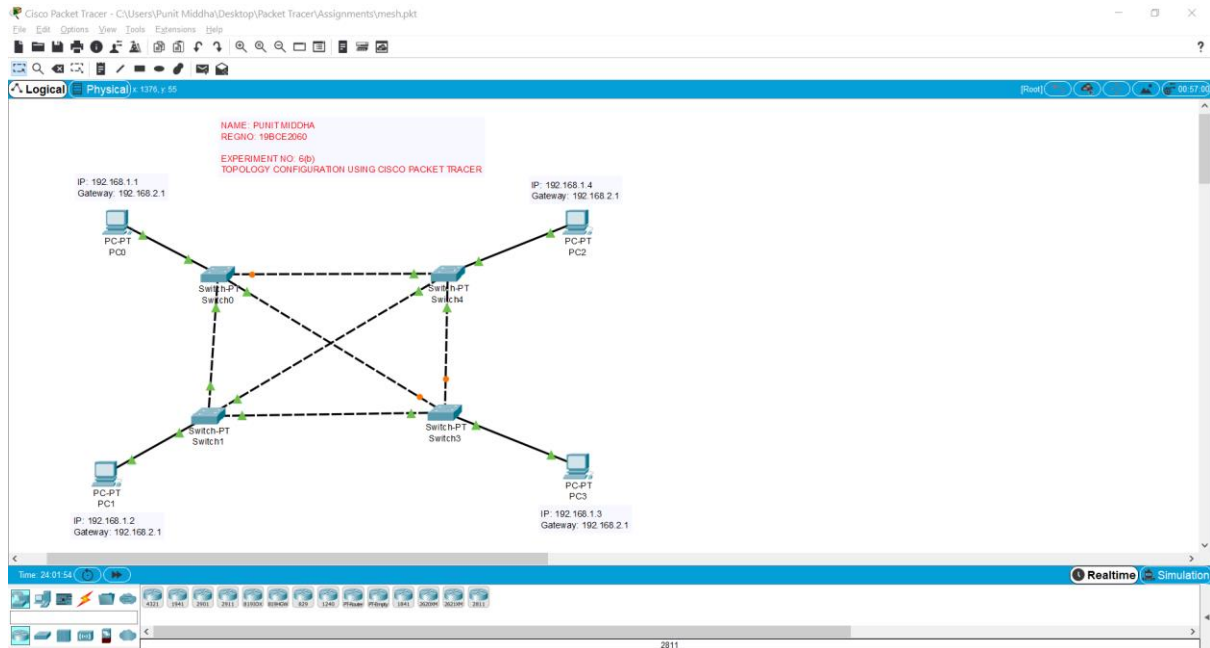 Cisco Packet Tracer - C:\Users\Punit Middha\Desktop\Packet Tracer\Assignments\mesh.pkt
File Edit Options View Tools Extensions Help
?
Logical Physical x: 1376, y: 55 [Root] 00:57:00
NAME: PUNIT MIDDHA
REGNO: 19BCE2060
EXPERIMENT NO: 6(b)
TOPOLOGY CONFIGURATION USING CISCO PACKET TRACER
IP: 192.168.1.1
Gateway: 192.168.2.1
IP: 192.168.1.4
Gateway: 192.168.2.1
PC-PT
PC0
PC-PT
PC2
Switch-PT
Switch0
Switch-PT
Switch4
Switch-PT
Switch1
Switch-PT
Switch3
PC-PT
PC1
PC-PT
PC3
IP: 192.168.1.2
Gateway: 192.168.2.1
IP: 192.168.1.3
Gateway: 192.168.2.1
Time: 24:01:54 Realtime Simulation
4321 1941 2901 2911 819IOX 819HGW 829 1240 PT-Router PT-Empty 1841 2620XM 2621XM 2811
2811